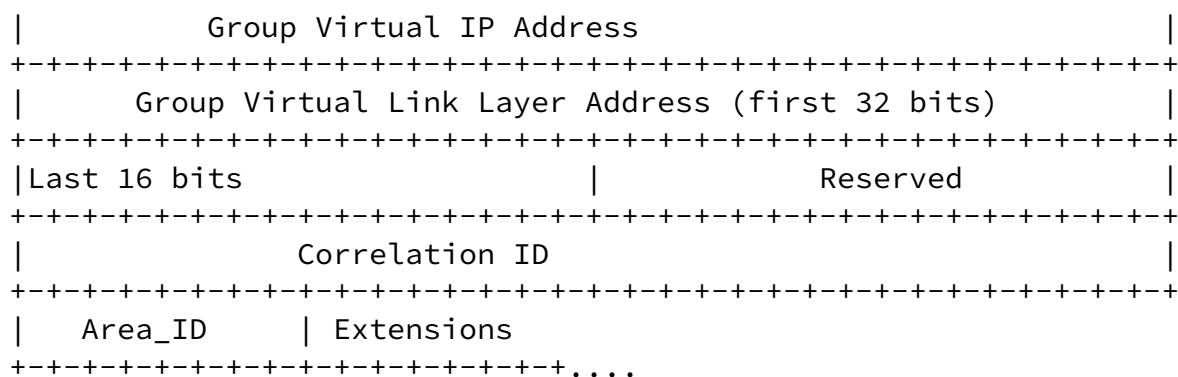 |          Group Virtual IP Address                             |
+-+-+-+-+-+-+-+-+-+-+-+-+-+-+-+-+-+-+-+-+-+-+-+-+-+-+-+-+-+-+-+-+
|      Group Virtual Link Layer Address (first 32 bits)         |
+-+-+-+-+-+-+-+-+-+-+-+-+-+-+-+-+-+-+-+-+-+-+-+-+-+-+-+-+-+-+-+-+
|Last 16 bits                   |            Reserved           |
+-+-+-+-+-+-+-+-+-+-+-+-+-+-+-+-+-+-+-+-+-+-+-+-+-+-+-+-+-+-+-+-+
|               Correlation ID                                  |
+-+-+-+-+-+-+-+-+-+-+-+-+-+-+-+-+-+-+-+-+-+-+-+-+-+-+-+-+-+-+-+-+
|   Area_ID     | Extensions
+-+-+-+-+-+-+-+-+-+-+-+-+-+-+-+....